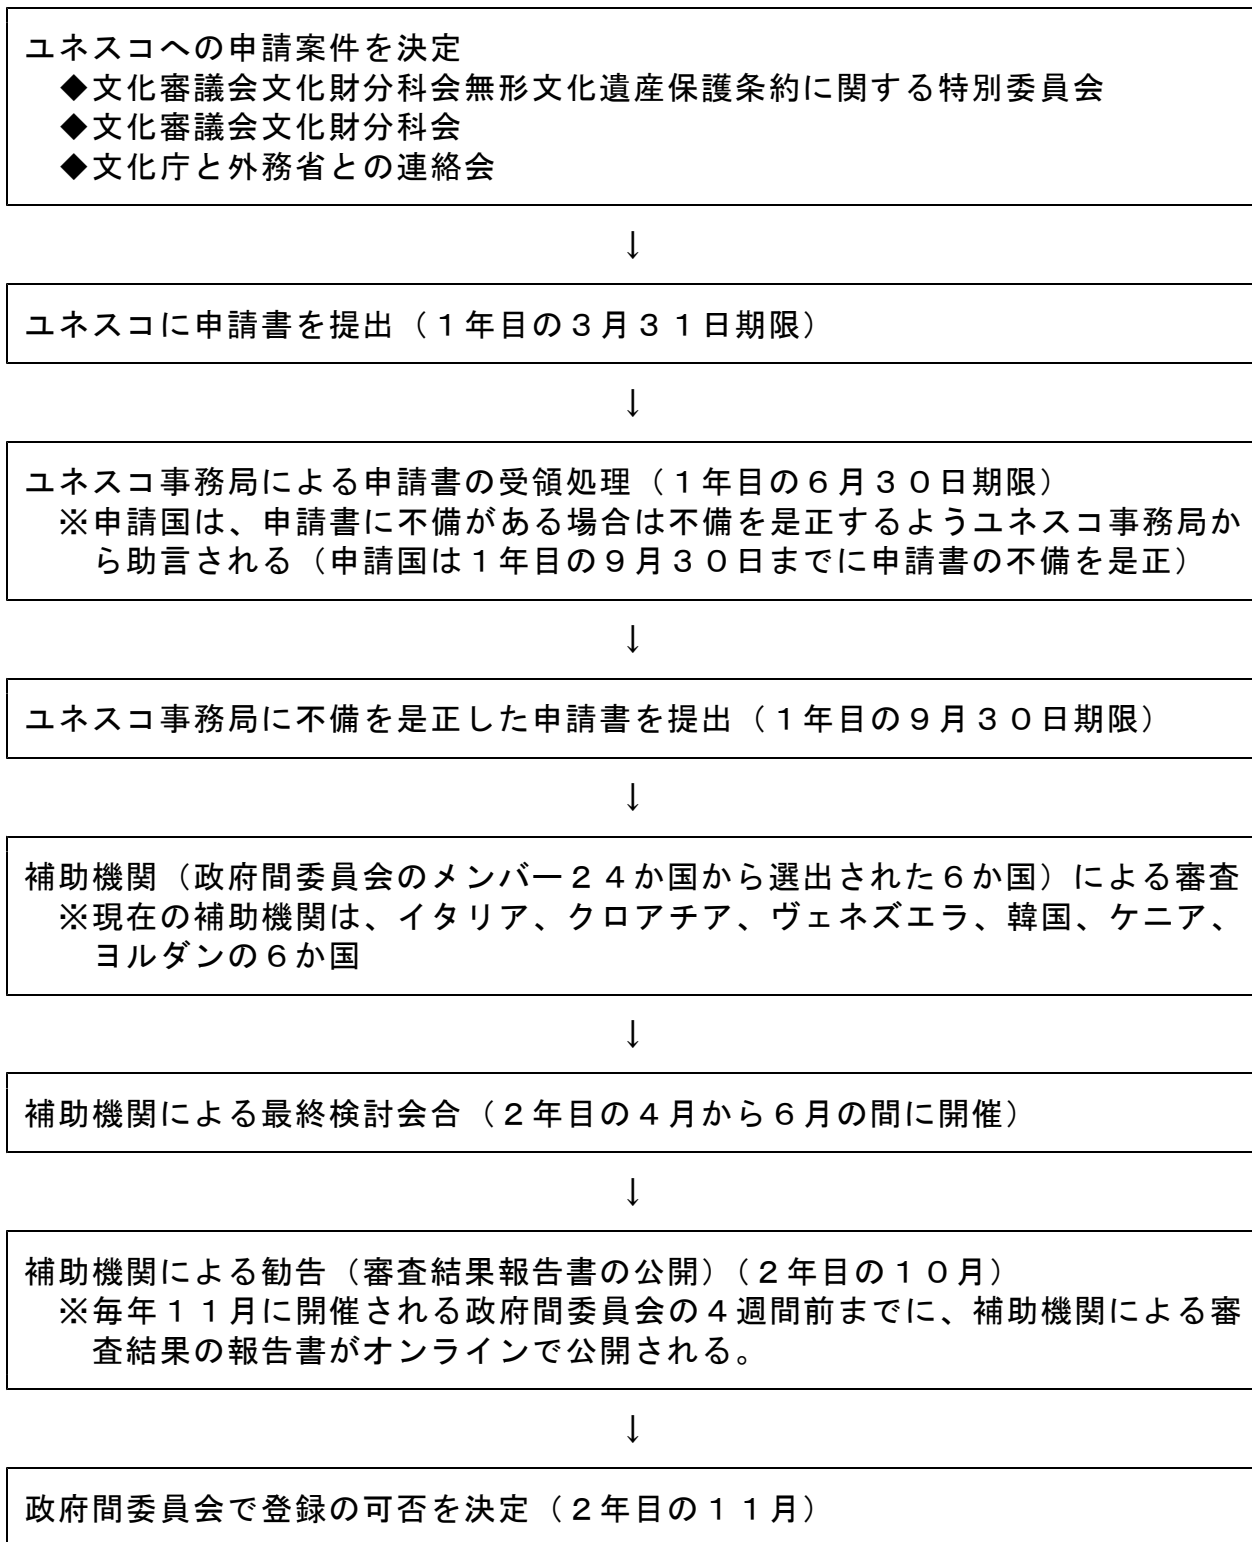 ユネスコへの申請案件を決定
◆文化審議会文化財分科会無形文化遺産保護条約に関する特別委員会
◆文化審議会文化財分科会
◆文化庁と外務省との連絡会
↓
ユネスコに申請書を提出（１年目の３月３１日期限）
↓
ユネスコ事務局による申請書の受領処理（１年目の６月３０日期限）
※申請国は、申請書に不備がある場合は不備を是正するようユネスコ事務局か
ら助言される（申請国は１年目の９月３０日までに申請書の不備を是正）
↓
ユネスコ事務局に不備を是正した申請書を提出（１年目の９月３０日期限）
↓
補助機関（政府間委員会のメンバー２４か国から選出された６か国）による審査
※現在の補助機関は、イタリア、クロアチア、ヴェネズエラ、韓国、ケニア、
ヨルダンの６か国
↓
補助機関による最終検討会合（２年目の４月から６月の間に開催）
↓
補助機関による勧告（審査結果報告書の公開）（２年目の１０月）
※毎年１１月に開催される政府間委員会の４週間前までに、補助機関による審
査結果の報告書がオンラインで公開される。
↓
政府間委員会で登録の可否を決定（２年目の１１月）